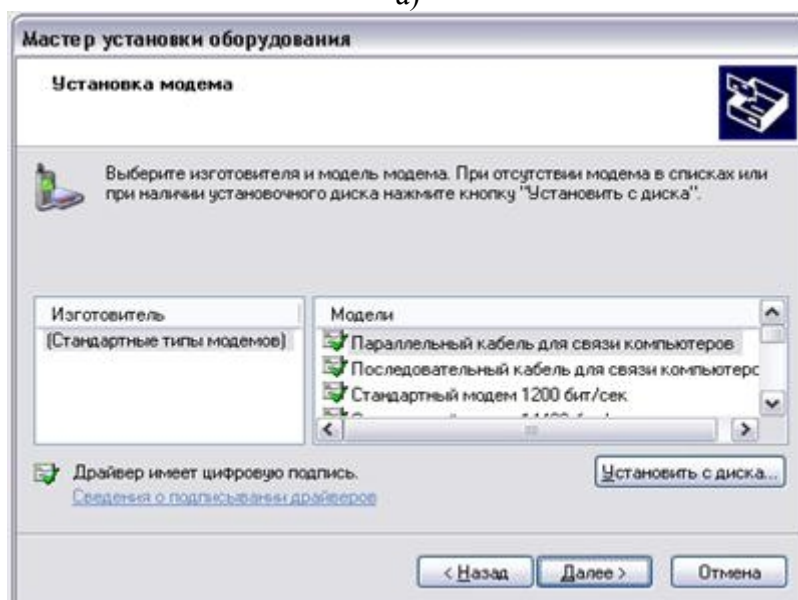 а)
Мастер установки оборудования
Установка модема
Выберите изготовителя и модель модема. При отсутствии модема в списках или
при наличии установочного диска нажмите кнопку "Установить с диска".
Изготовитель
Модели
(Стандартные типы модемов)
Параллельный кабель для связи компьютеров
Последовательный кабель для связи компьютерс
Стандартный модем 1200 бит/сек
Драйвер имеет цифровую подпись.
Установить с диска...
Сведения о подписывании драйверов
< Назад
Далее >
Отмена